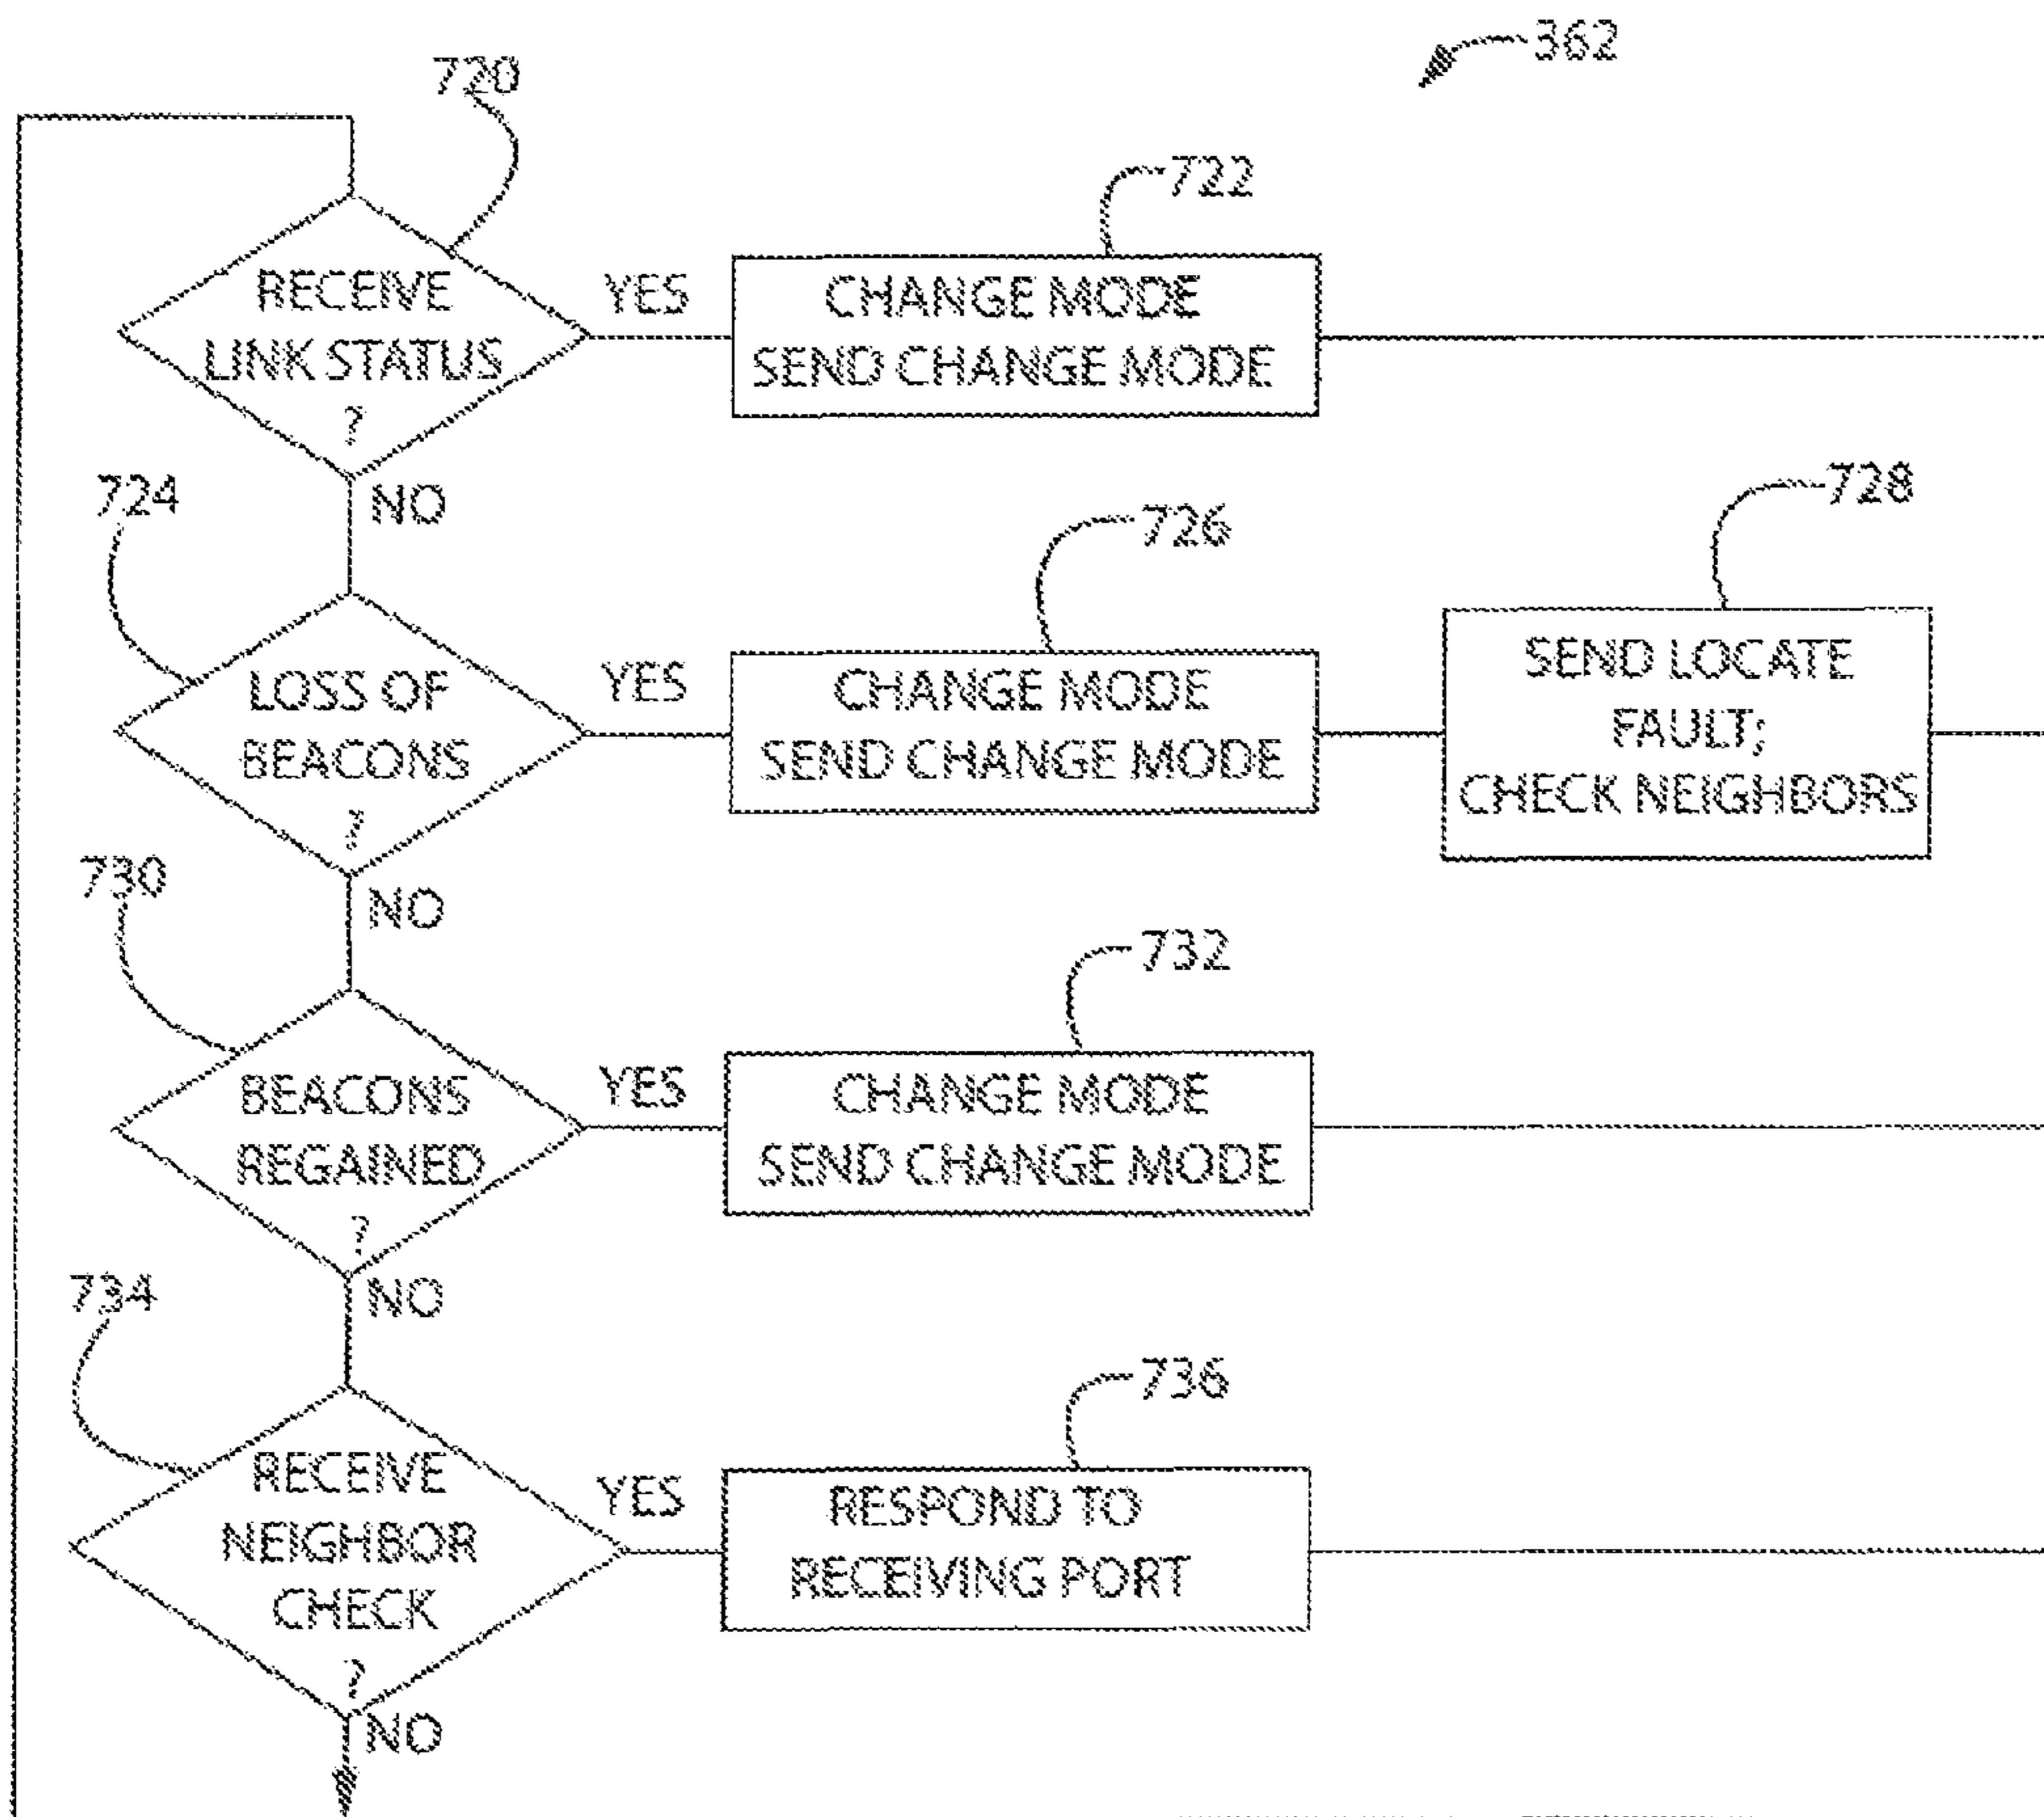 362
720
722
RECEIVE
LINK STATUS
?
YES
CHANGE MODE
SEND CHANGE MODE
NO
724
726
728
LOSS OF
BEACONS
?
YES
CHANGE MODE
SEND CHANGE MODE
SEND LOCATE
FAULT;
CHECK NEIGHBORS
NO
730
732
BEACONS
REGAINED
?
YES
CHANGE MODE
SEND CHANGE MODE
NO
734
736
RECEIVE
NEIGHBOR
CHECK
?
YES
RESPOND TO
RECEIVING PORT
NO